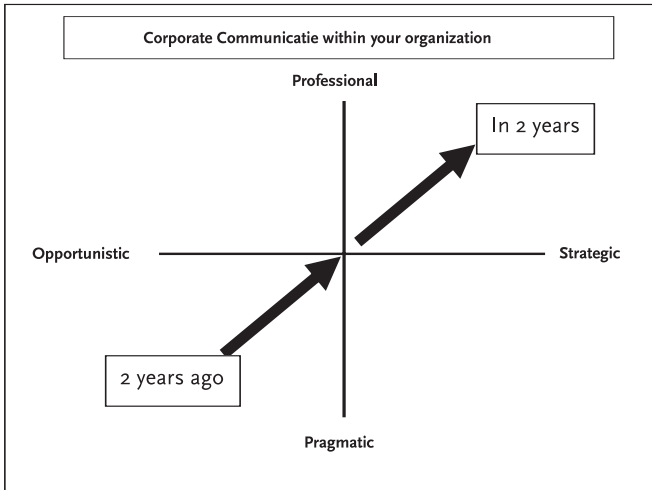 Corporate Communicatie within your organization
Professional
In 2 years
Opportunistic
Strategic
2 years ago
Pragmatic